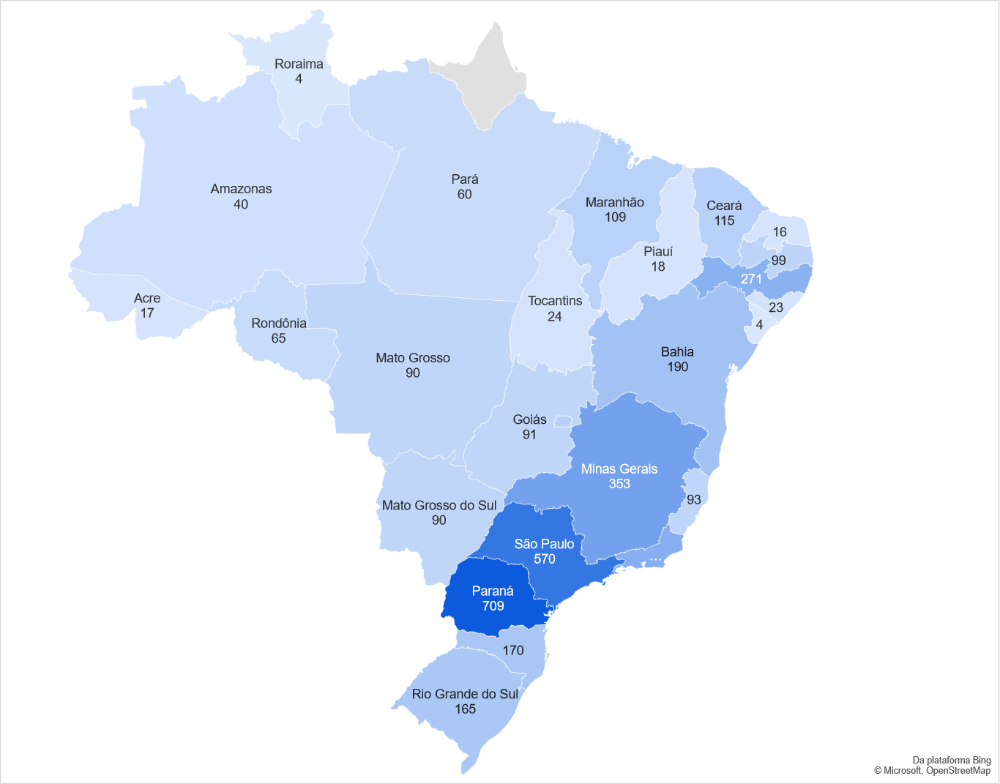 Roraima
4
Amazonas
40
Pará
60
Maranhão
109
Ceará
115
16
Piauí
18
99
271
Acre
17
Tocantins
24
23
Rondônia
65
4
Mato Grosso
90
Bahia
190
Goiás
91
Minas Gerais
353
93
Mato Grosso do Sul
90
São Paulo
570
...
Paraná
709
170
Rio Grande do Sul
165
Da plataforma Bing
© Microsoft, OpenStreetMap